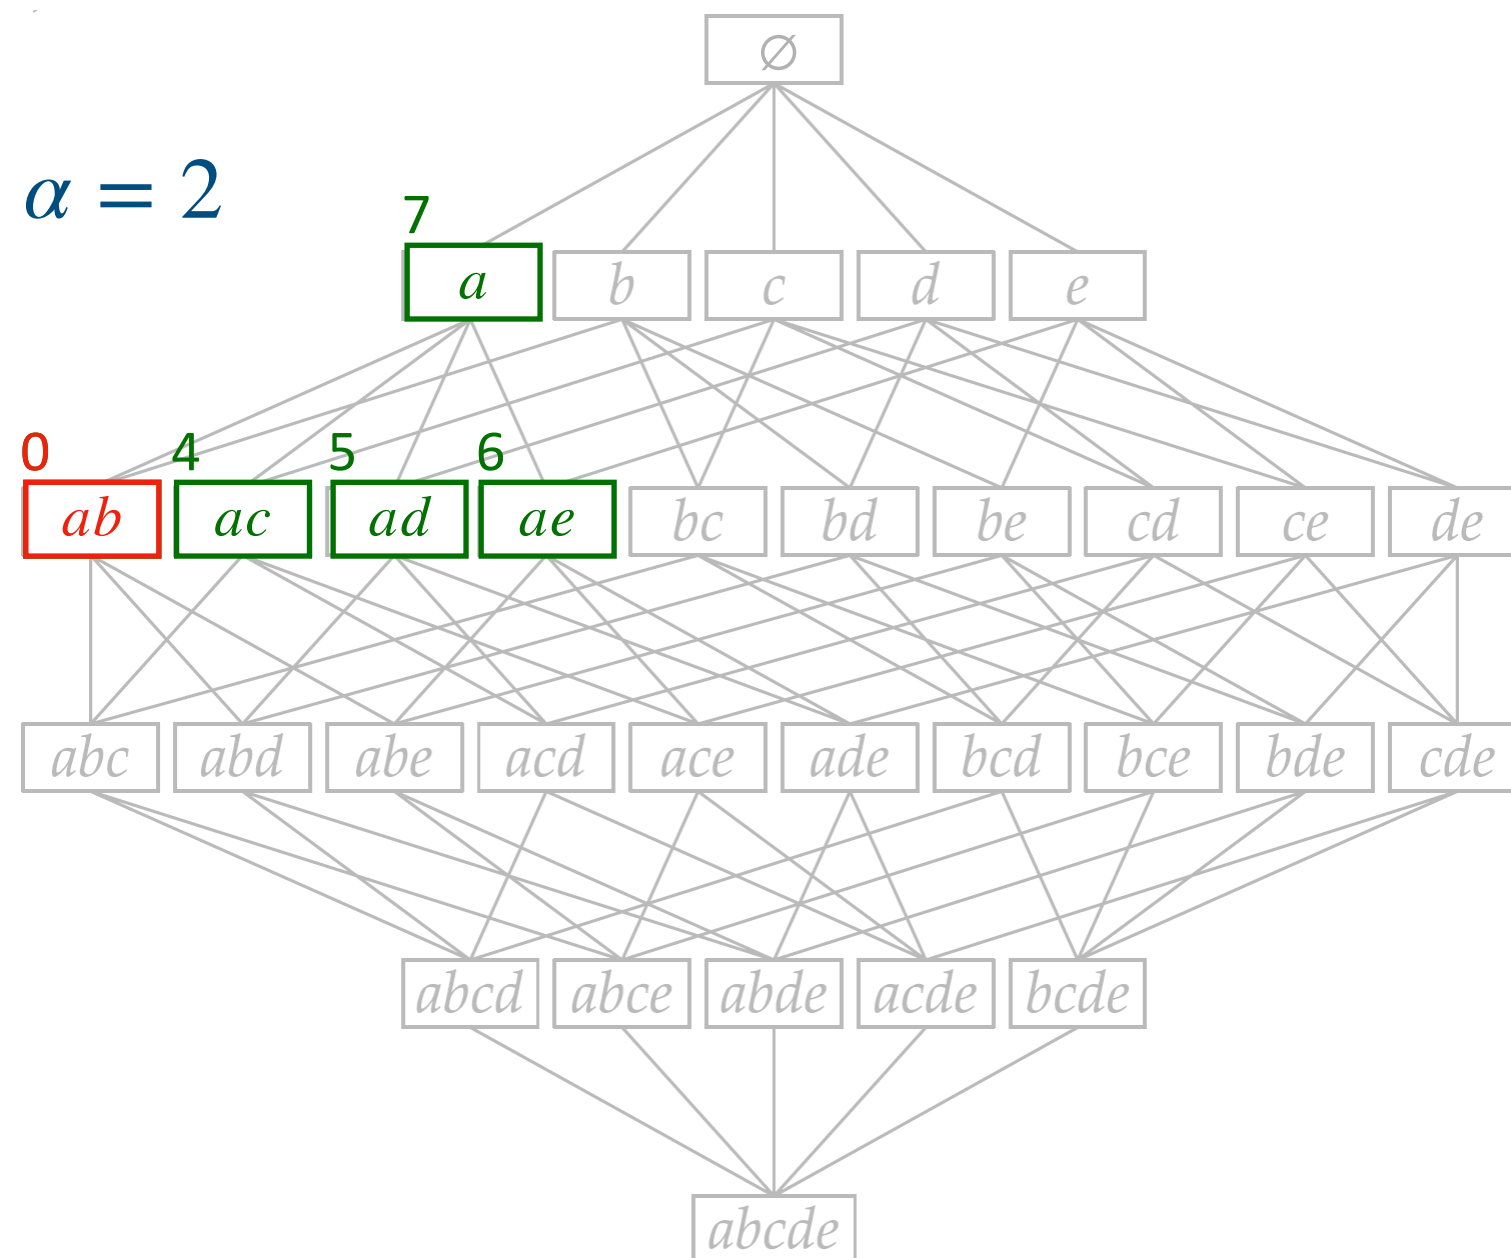 ∅
α = 2
7
a b c d e
0 4 5 6
ab ac ad ae bc bd be cd ce de
abc abd abe acd ace ade bcd bce bde cde
abcd abce abde acde bcde
abcde